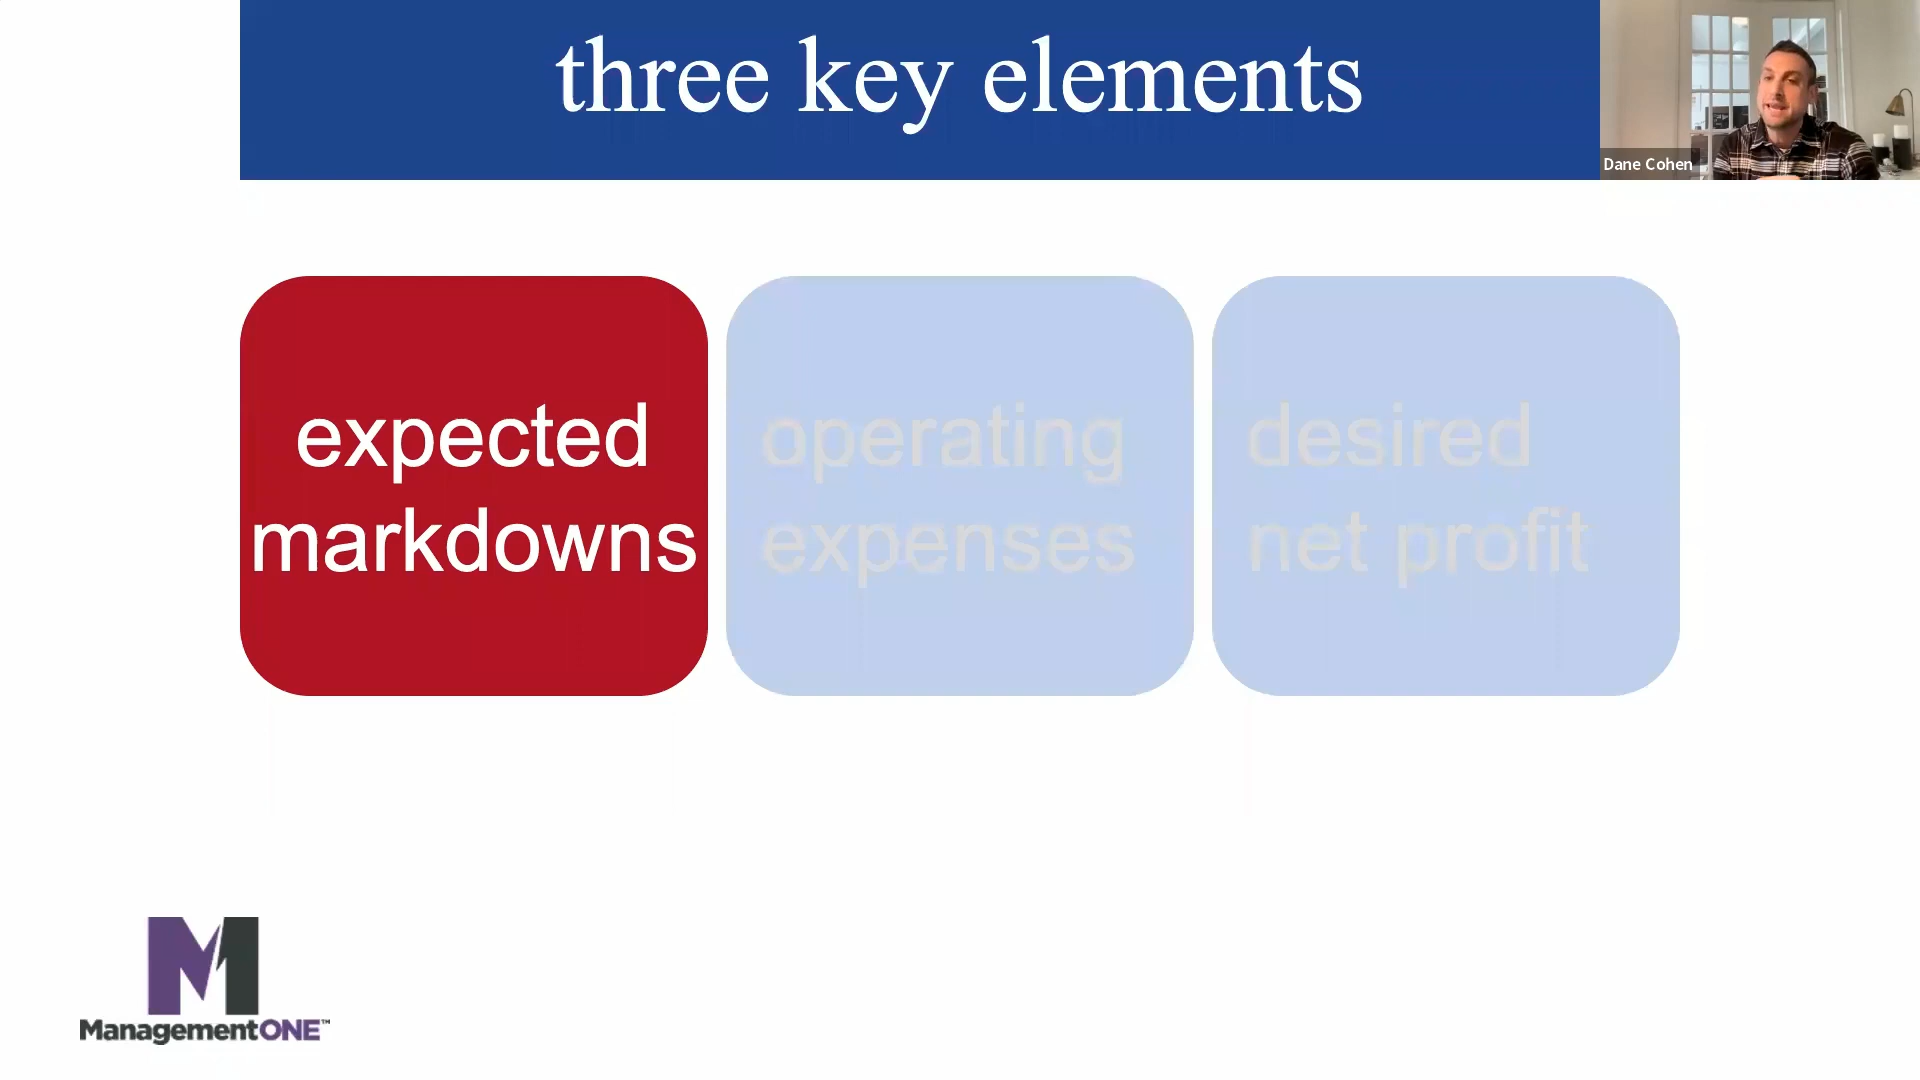 three key elements
Dane Cohen
expected
markdowns
operating
expenses
desired
net profit
ManagementONE™